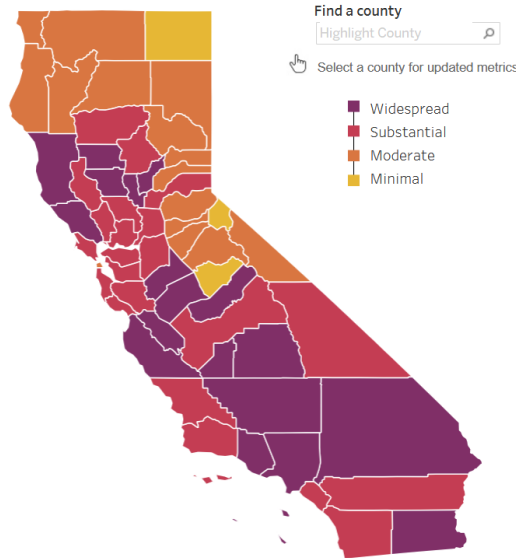 Find a county
Highlight County
Select a county for updated metrics
Widespread
Substantial
Moderate
Minimal